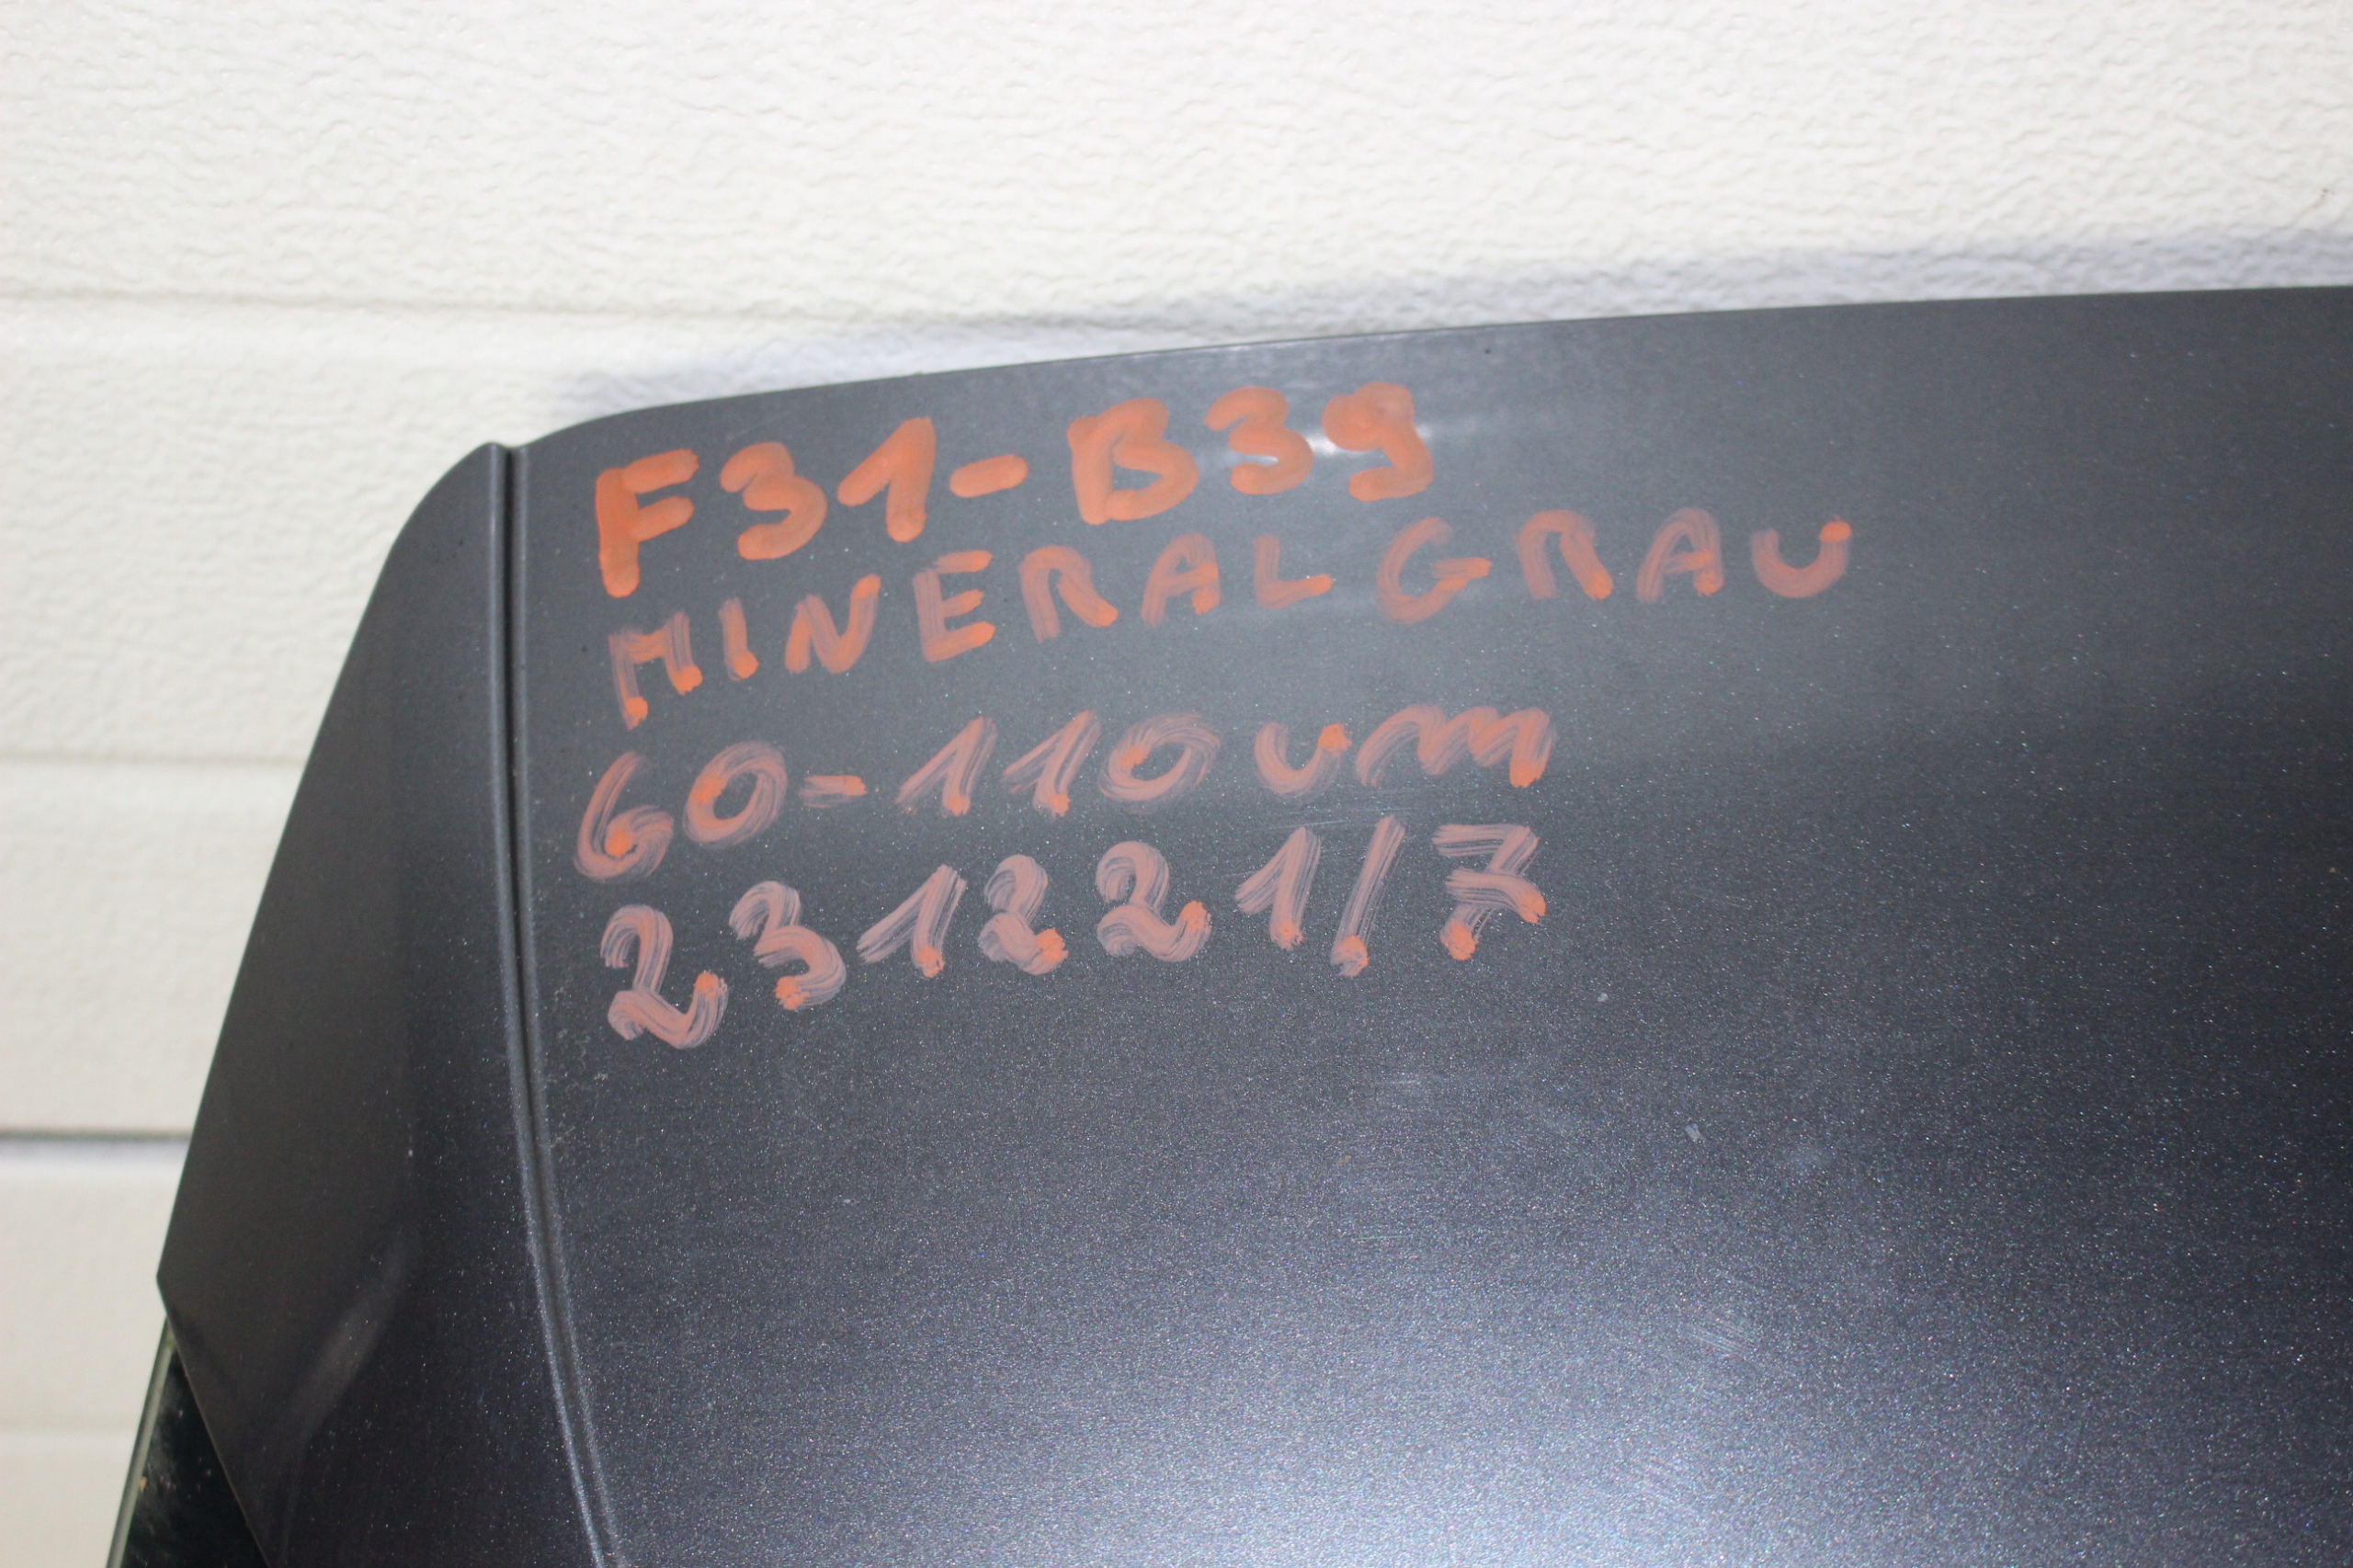 F31-B39
MINERALGRAU
60-110um
231221/7